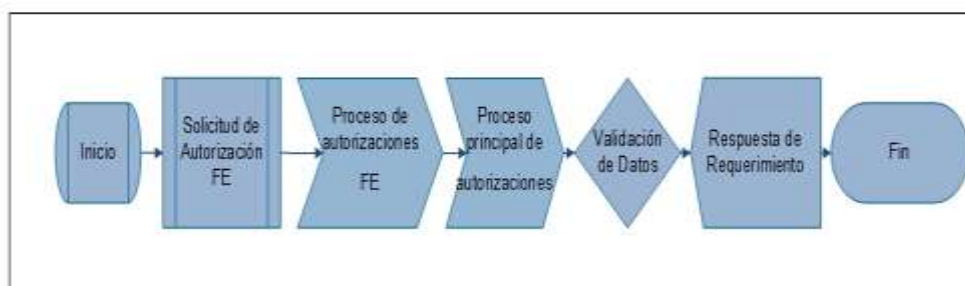 Inicio
Solicitud de
Autorización
FE
Proceso de
autorizaciones
FE
Proceso
principal de
autorizaciones
Validación
de Datos
Respuesta de
Requerimiento
Fin